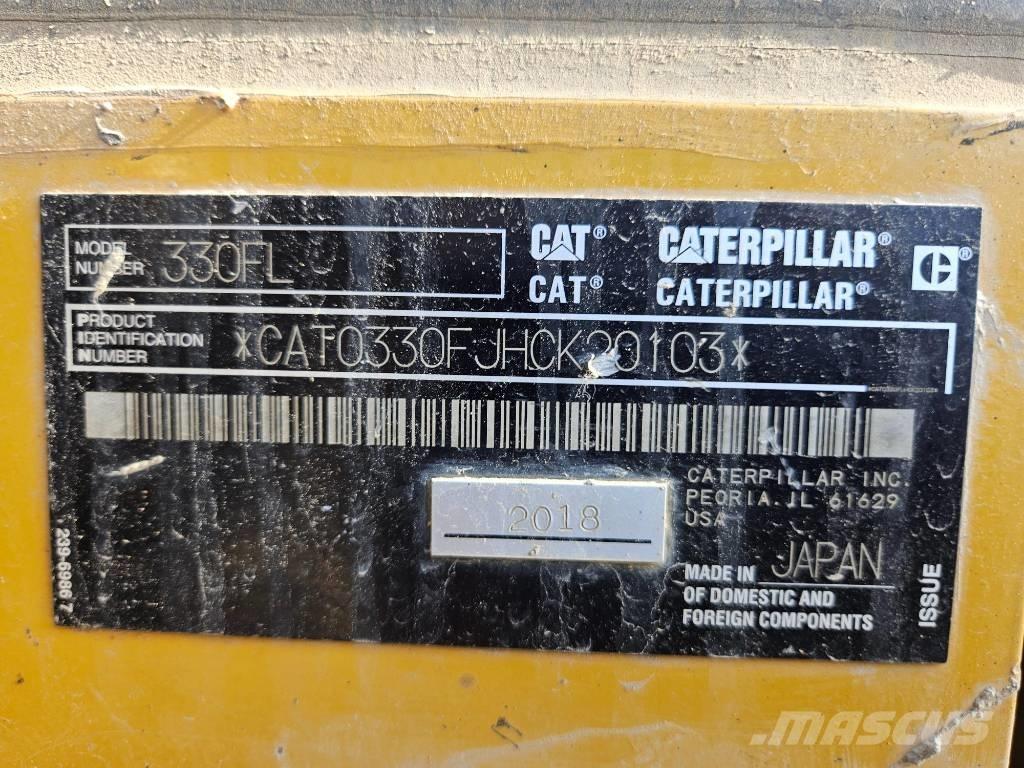 MODEL
NUMBER 330FL
CAT® CATERPILLAR®
CAT® CATERPILLAR®
PRODUCT
IDENTIFICATION
NUMBER *CAT0330FJHCK20103*
CATERPILLAR INC.
PEORIA.IL 61629
USA
2018
MADE IN JAPAN
OF DOMESTIC AND
FOREIGN COMPONENTS
239-6986 7
ISSUE
MASCUS